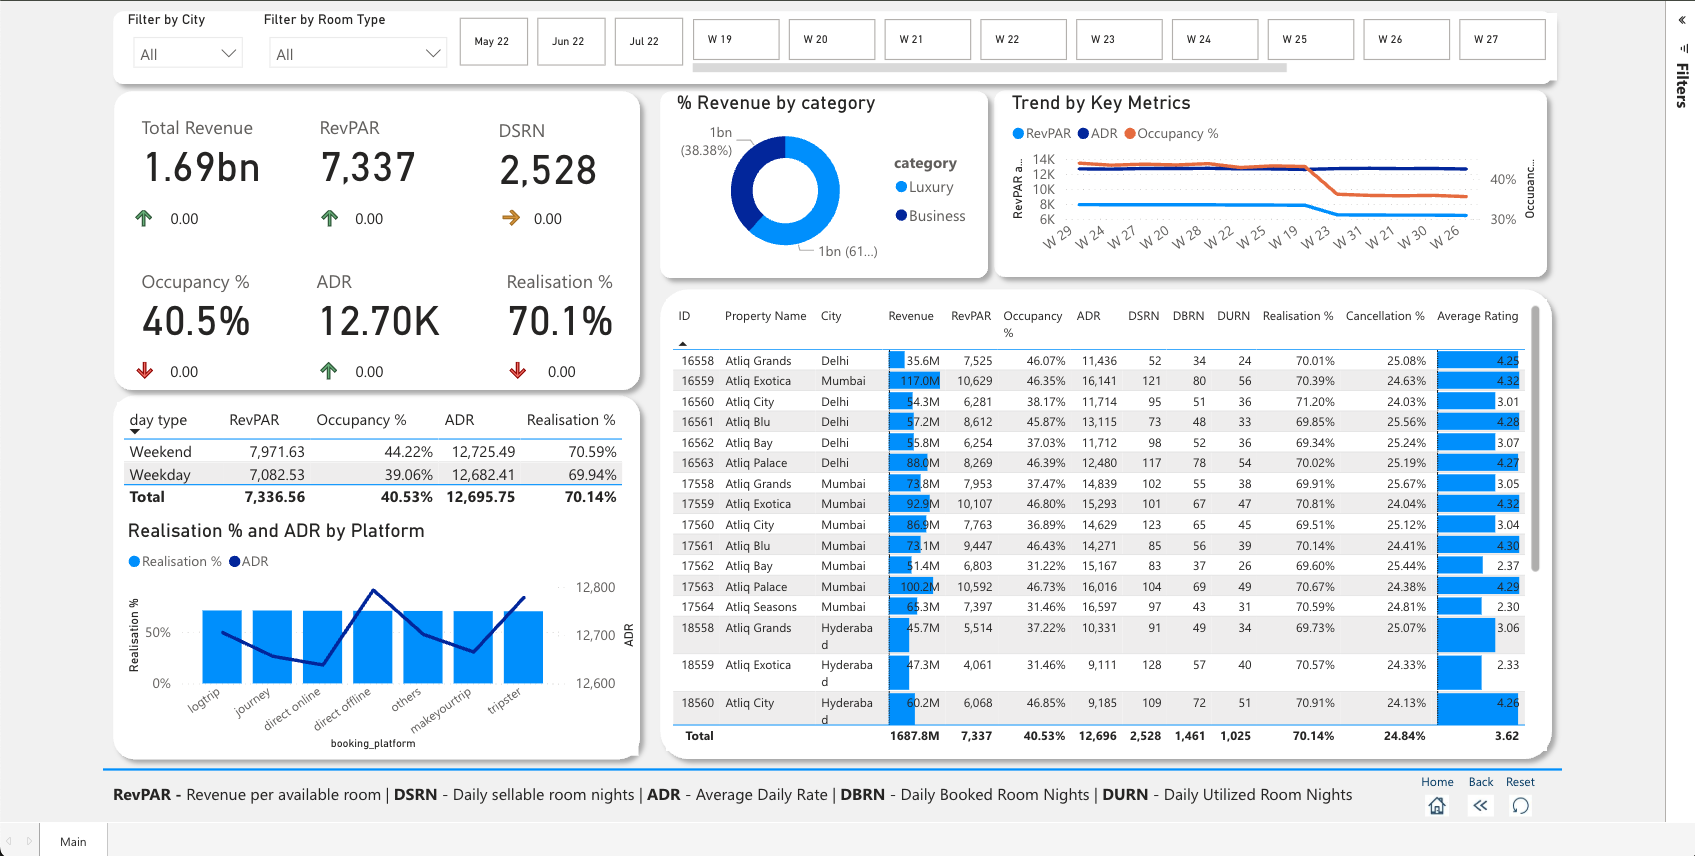 Filter by City
Filter by Room Type
All
All
May 22
Jun 22
Jul 22
W 19
W 20
W 21
W 22
W 23
W 24
W 25
W 26
W 27
Filters
Total Revenue
1.69bn
0.00
RevPAR
7,337
0.00
DSRN
2,528
0.00
Occupancy %
40.5%
0.00
ADR
12.70K
0.00
Realisation %
70.1%
0.00
% Revenue by category
1bn
(38.38%)
1bn (61...)
category
Luxury
Business
Trend by Key Metrics
RevPAR ADR Occupancy %
RevPAR a...
14K
12K
10K
8K
6K
40%
30%
Occupanc...
W 29
W 24
W 27
W 20
W 28
W 22
W 25
W 19
W 23
W 31
W 21
W 30
W 26
day type RevPAR Occupancy % ADR Realisation %
Weekend 7,971.63 44.22% 12,725.49 70.59%
Weekday 7,082.53 39.06% 12,682.41 69.94%
Total 7,336.56 40.53% 12,695.75 70.14%
Realisation % and ADR by Platform
Realisation % ADR
Realisation %
50%
0%
12,800
12,700
12,600
ADR
logtrip
journey
direct online
direct offline
others
makeyourtrip
tripster
booking_platform
ID Property Name City Revenue RevPAR Occupancy % ADR DSRN DBRN DURN Realisation % Cancellation % Average Rating
16558 Atliq Grands Delhi 35.6M 7,525 46.07% 11,436 52 34 24 70.01% 25.08% 4.25
16559 Atliq Exotica Mumbai 117.0M 10,629 46.35% 16,141 121 80 56 70.39% 24.63% 4.32
16560 Atliq City Delhi 54.3M 6,281 38.17% 11,714 95 51 36 71.20% 24.03% 3.01
16561 Atliq Blu Delhi 57.2M 8,612 45.87% 13,115 73 48 33 69.85% 25.56% 4.28
16562 Atliq Bay Delhi 55.8M 6,254 37.03% 11,712 98 52 36 69.34% 25.24% 3.07
16563 Atliq Palace Delhi 88.0M 8,269 46.39% 12,480 117 78 54 70.02% 25.19% 4.27
17558 Atliq Grands Mumbai 73.8M 7,953 37.47% 14,839 102 55 38 69.91% 25.67% 3.05
17559 Atliq Exotica Mumbai 92.9M 10,107 46.80% 15,293 101 67 47 70.81% 24.04% 4.32
17560 Atliq City Mumbai 86.9M 7,763 36.89% 14,629 123 65 45 69.51% 25.12% 3.04
17561 Atliq Blu Mumbai 73.1M 9,447 46.43% 14,271 85 56 39 70.14% 24.41% 4.30
17562 Atliq Bay Mumbai 51.4M 6,803 31.22% 15,167 83 37 26 69.60% 25.44% 2.37
17563 Atliq Palace Mumbai 100.2M 10,592 46.73% 16,016 104 69 49 70.67% 24.38% 4.29
17564 Atliq Seasons Mumbai 65.3M 7,397 31.46% 16,597 97 43 31 70.59% 24.81% 2.30
18558 Atliq Grands Hyderabad 45.7M 5,514 37.22% 10,331 91 49 34 69.73% 25.07% 3.06
18559 Atliq Exotica Hyderabad 47.3M 4,061 31.46% 9,111 128 57 40 70.57% 24.33% 2.33
18560 Atliq City Hyderabad 60.2M 6,068 46.85% 9,185 109 72 51 70.91% 24.13% 4.26
Total 1687.8M 7,337 40.53% 12,696 2,528 1,461 1,025 70.14% 24.84% 3.62
RevPAR - Revenue per available room | DSRN - Daily sellable room nights | ADR - Average Daily Rate | DBRN - Daily Booked Room Nights | DURN - Daily Utilized Room Nights
Home Back Reset
Main